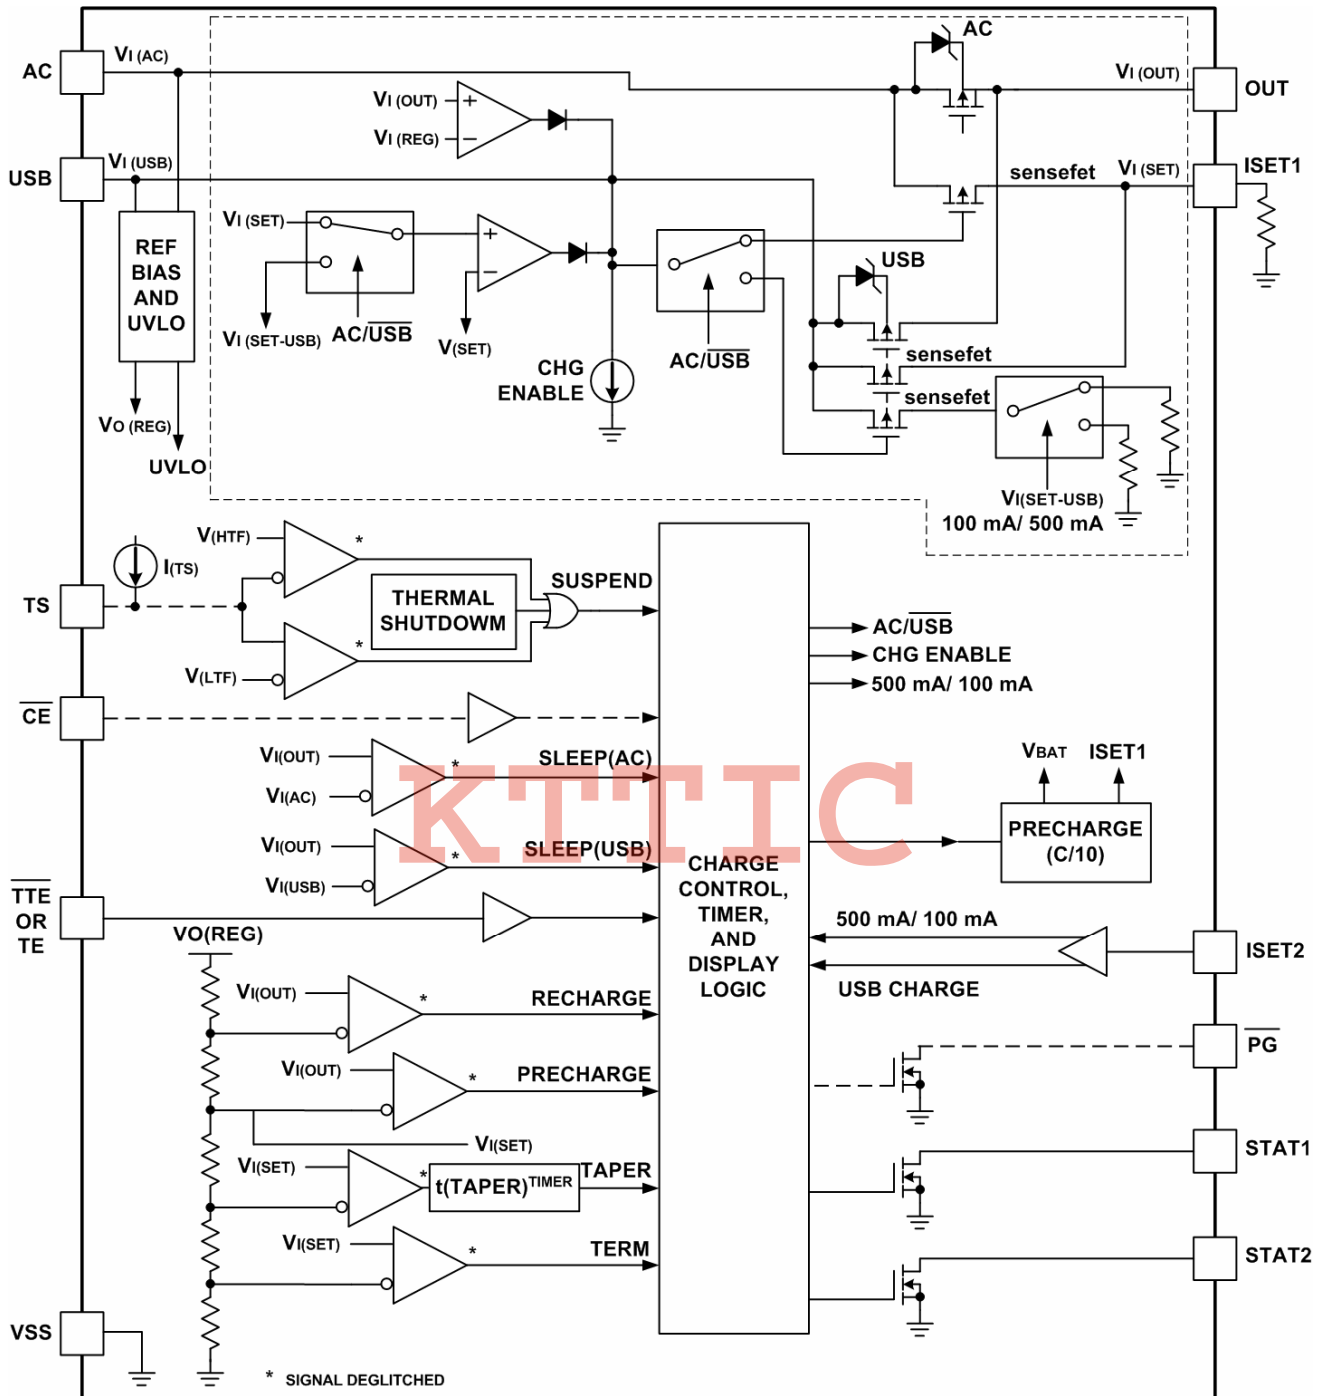 AC
VI (AC)
AC
VI (OUT)
OUT
VI (OUT)
VI (REG)
USB
VI (USB)
sensefet
VI (SET)
ISET1
REF
BIAS
AND
UVLO
VI (SET)
VI (SET-USB)
AC/USB
V(SET)
CHG
ENABLE
AC/USB
USB
sensefet
sensefet
VO (REG)
UVLO
VI(SET-USB)
100 mA/ 500 mA
V(HTF)
*
I(TS)
TS
THERMAL
SHUTDOWM
SUSPEND
V(LTF)
*
AC/USB
CHG ENABLE
500 mA/ 100 mA
CE
VI(OUT)
VI(AC)
*
SLEEP(AC)
VBAT
ISET1
PRECHARGE
(C/10)
KTTIC
VI(OUT)
VI(USB)
*
SLEEP(USB)
CHARGE
CONTROL,
TIMER,
AND
DISPLAY
LOGIC
TTE
OR
TE
VO(REG)
500 mA/ 100 mA
USB CHARGE
ISET2
VI(OUT)
*
RECHARGE
PG
VI(OUT)
*
PRECHARGE
VI(SET)
VI(SET)
*
t(TAPER)TIMER
TAPER
STAT1
VI(SET)
*
TERM
STAT2
VSS
* SIGNAL DEGLITCHED